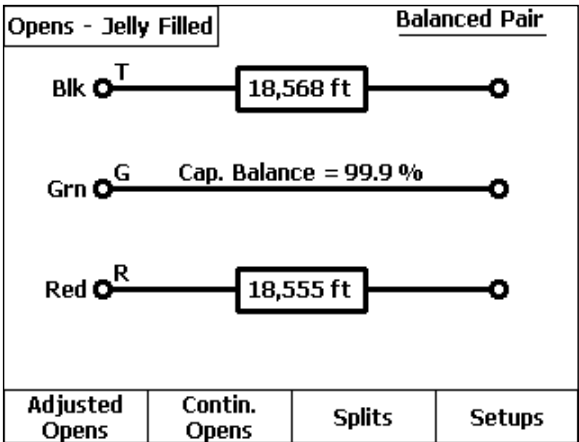 Opens - Jelly Filled
Balanced Pair
Blk T 18,568 ft
Grn G Cap. Balance = 99.9 %
Red R 18,555 ft
Adjusted Opens
Contin. Opens
Splits
Setups